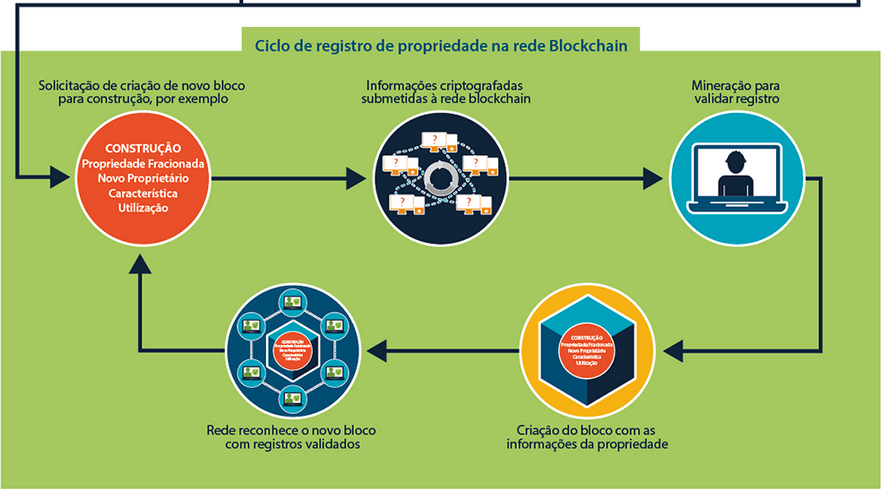 Ciclo de registro de propriedade na rede Blockchain
Solicitação de criação de novo bloco
para construção, por exemplo
Informações criptografadas
submetidas à rede blockchain
Mineração para
validar registro
CONSTRUÇÃO
Propriedade Fracionada
Novo Proprietário
Característica
Utilização
?
?
?
?
?
CONSTRUÇÃO
Propriedade Fracionada
Novo Proprietário
Característica
Utilização
CONSTRUÇÃO
Propriedade Fracionada
Novo Proprietário
Característica
Utilização
Rede reconhece o novo bloco
com registros validados
Criação do bloco com as
informações da propriedade